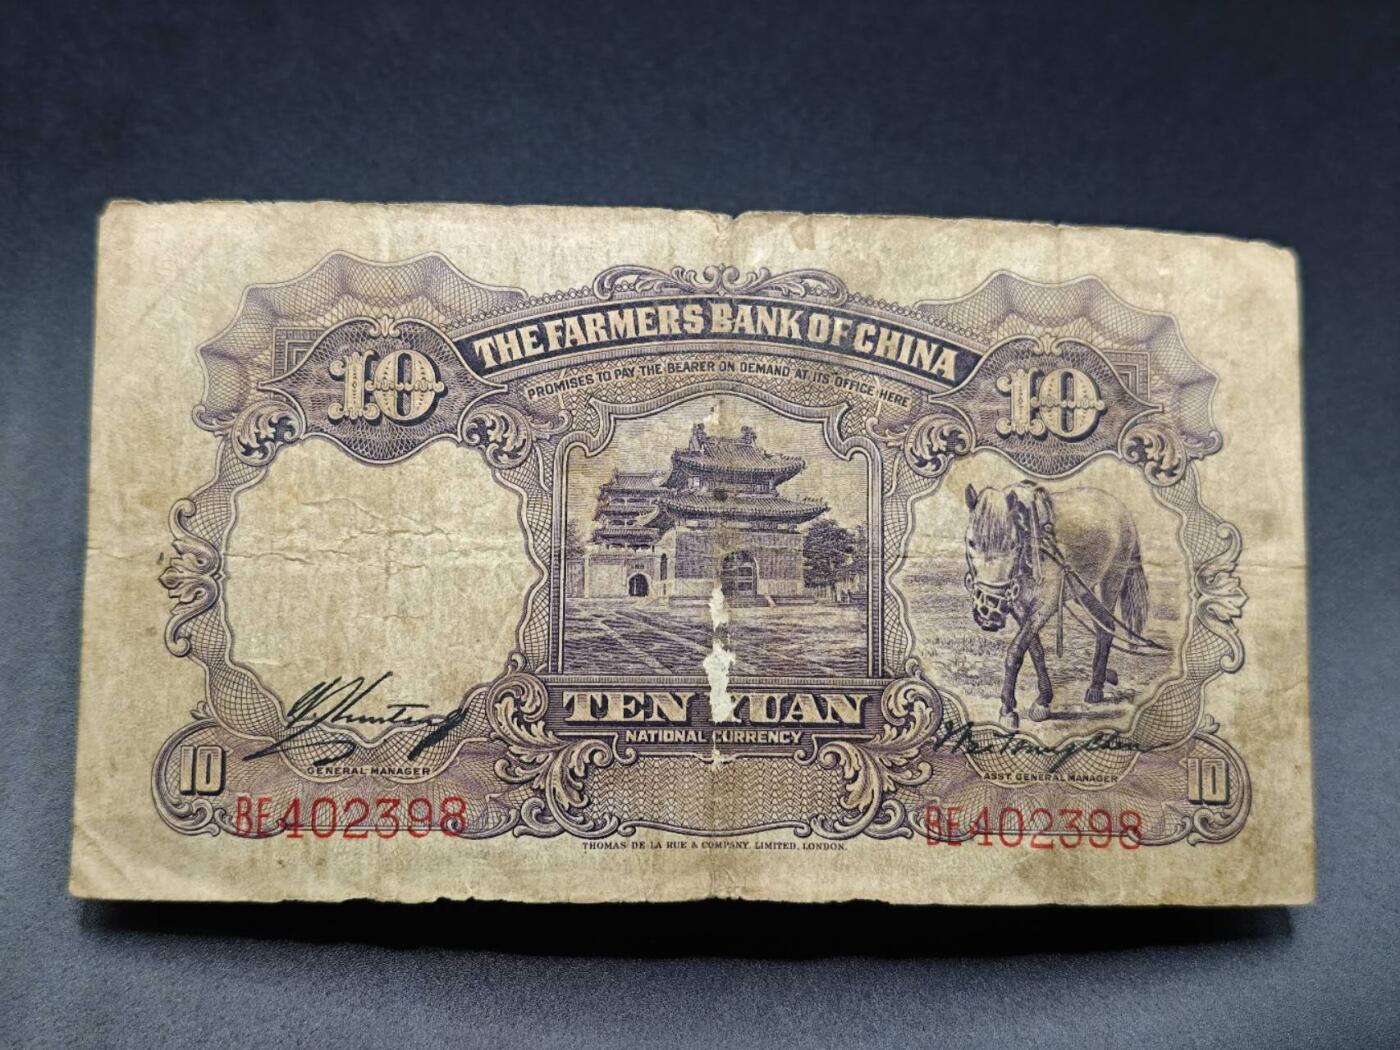 THE FARMERS BANK OF CHINA
PROMISES TO PAY THE BEARER ON DEMAND AT ITS OFFICE HERE
10
10
TEN YUAN
NATIONAL CURRENCY
GENERAL MANAGER
ASST. GENERAL MANAGER
10
10
BE402398
BE402398
THOMAS DE LA RUE & COMPANY, LIMITED, LONDON.